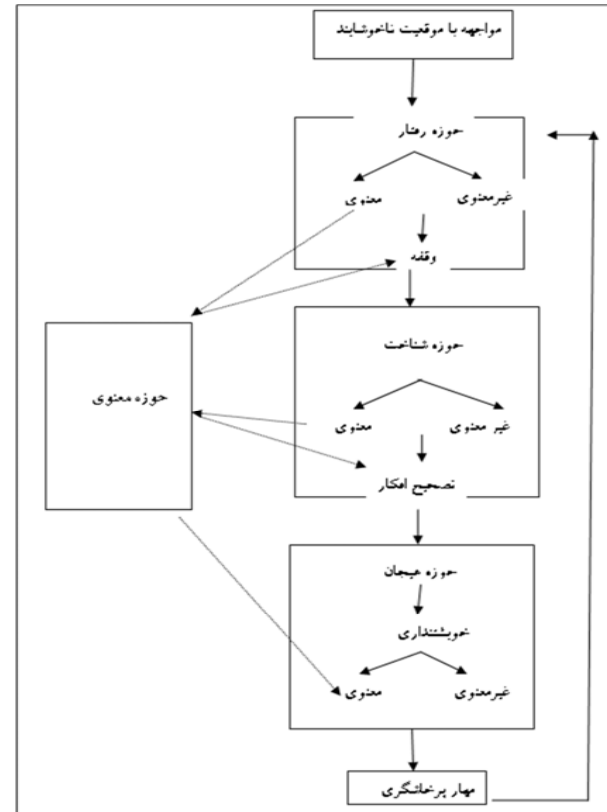 مواجهه با موقعیت ناخوشایند
حوزه رفتار
معنوی
غیرمعنوی
وقفه
حوزه شناخت
حوزه معنوی
معنوی
غیر معنوی
تصحیح افکار
حوزه هیجان
خویشتنداری
معنوی
غیرمعنوی
مهار پرخاشگری